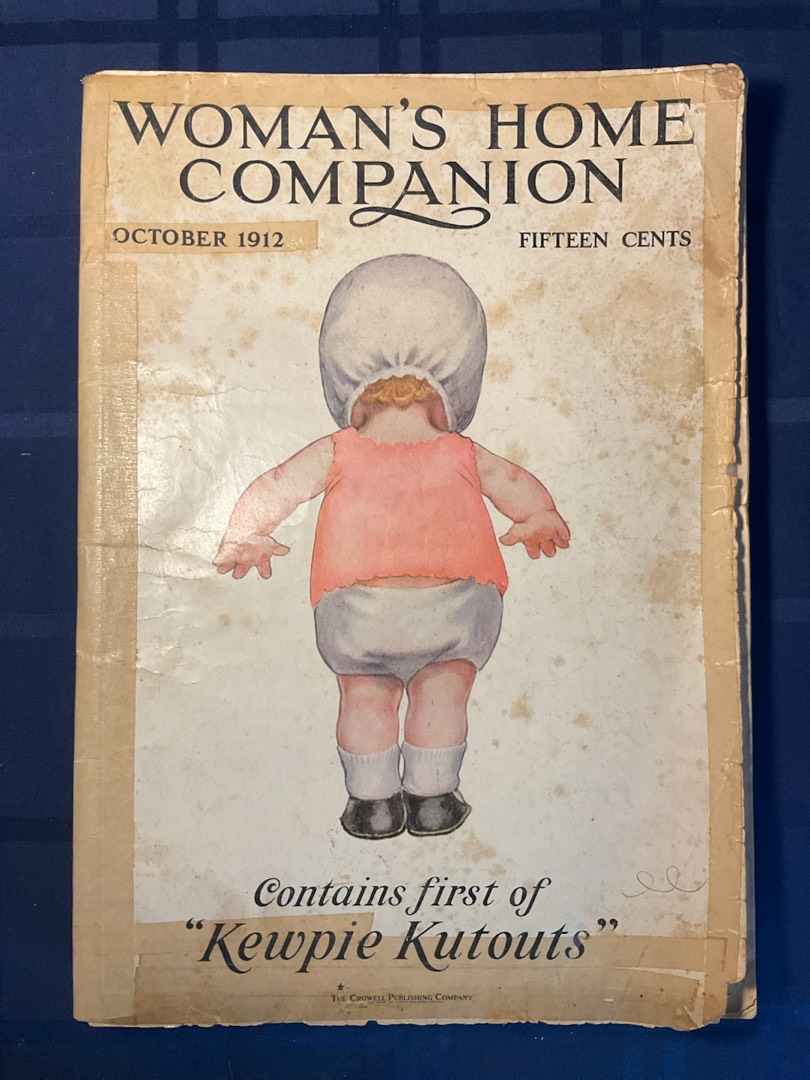 WOMAN'S HOME
COMPANION
OCTOBER 1912
FIFTEEN CENTS
Contains first of
"Kewpie Kutouts"
THE CROWELL PUBLISHING COMPANY